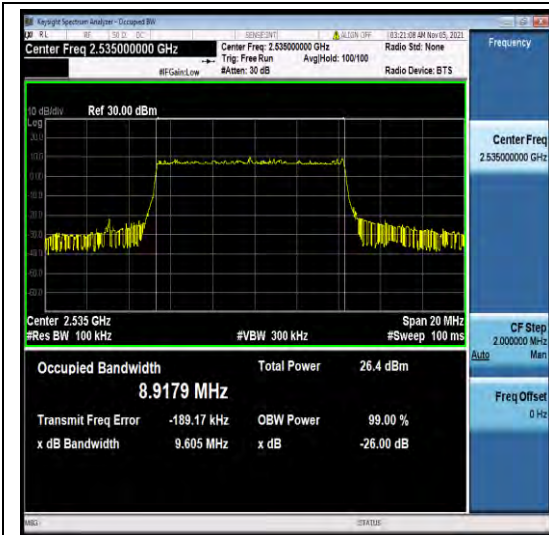 Keysight Spectrum Analyzer - Occupied BW
RL RF 50 Ω DC SENSE:INT ALIGN OFF 03:21:08 AM Nov 05, 2021
Center Freq 2.535000000 GHz
Center Freq: 2.535000000 GHz
Radio Std: None
Trig: Free Run Avg|Hold: 100/100
#IFGain:Low #Atten: 30 dB Radio Device: BTS
Frequency
10 dB/div Ref 30.00 dBm
Log
20.0
10.0
0.00
Center Freq
2.535000000 GHz
Center 2.535 GHz Span 20 MHz
#Res BW 100 kHz #VBW 300 kHz #Sweep 100 ms
CF Step
2.000000 MHz
Auto Man
Occupied Bandwidth Total Power 26.4 dBm
8.9179 MHz
Freq Offset
0 Hz
Transmit Freq Error -189.17 kHz OBW Power 99.00 %
x dB Bandwidth 9.605 MHz x dB -26.00 dB
MSG STATUS